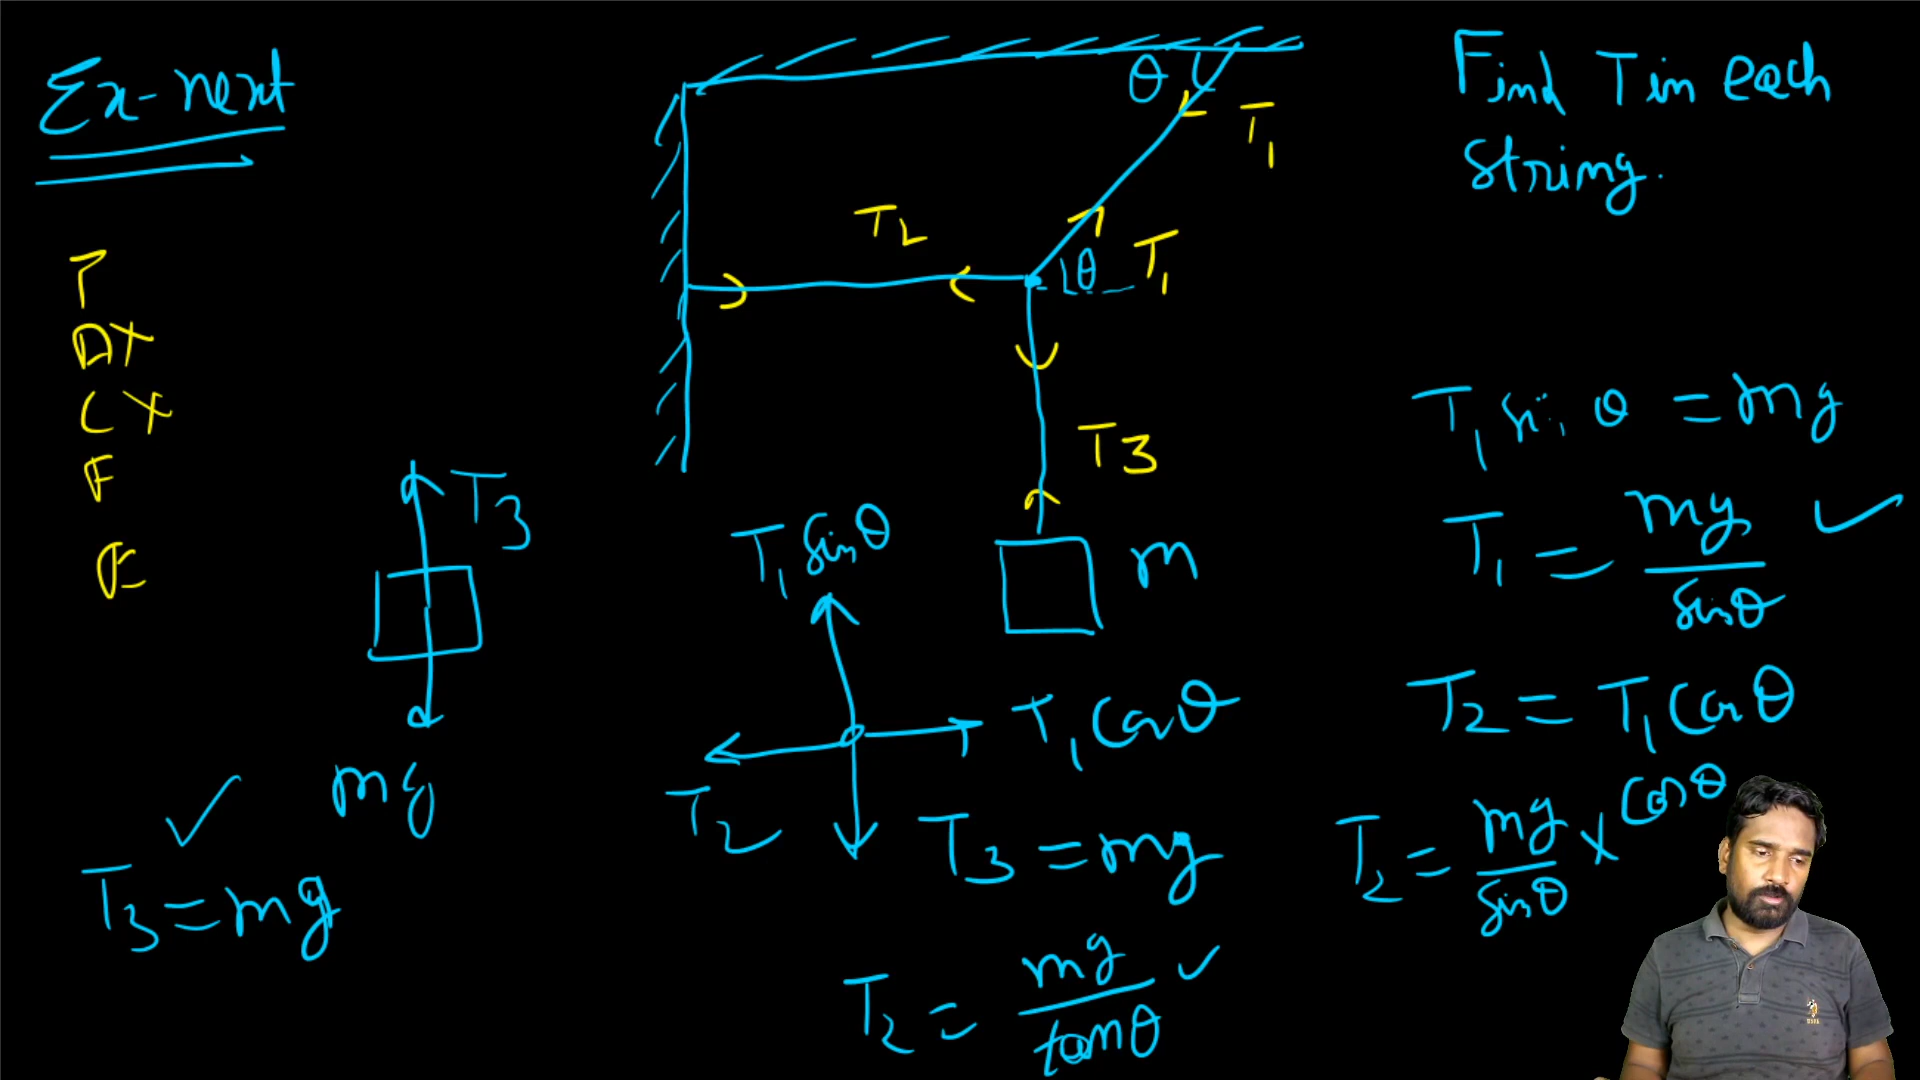 Ex-next
Find T in each
string.
θ
T₁
T₂
θ
T₁
T₃
m
P
D×
C×
F
E
T₃
mg
✓
T₃ = mg
T₁ sinθ
T₁ cosθ
T₂
T₃ = mg
T₂ = mg/tanθ ✓
T₁ sin θ = mg
T₁ = mg/sinθ ✓
T₂ = T₁ cosθ
T₂ = mg/sinθ × cosθ